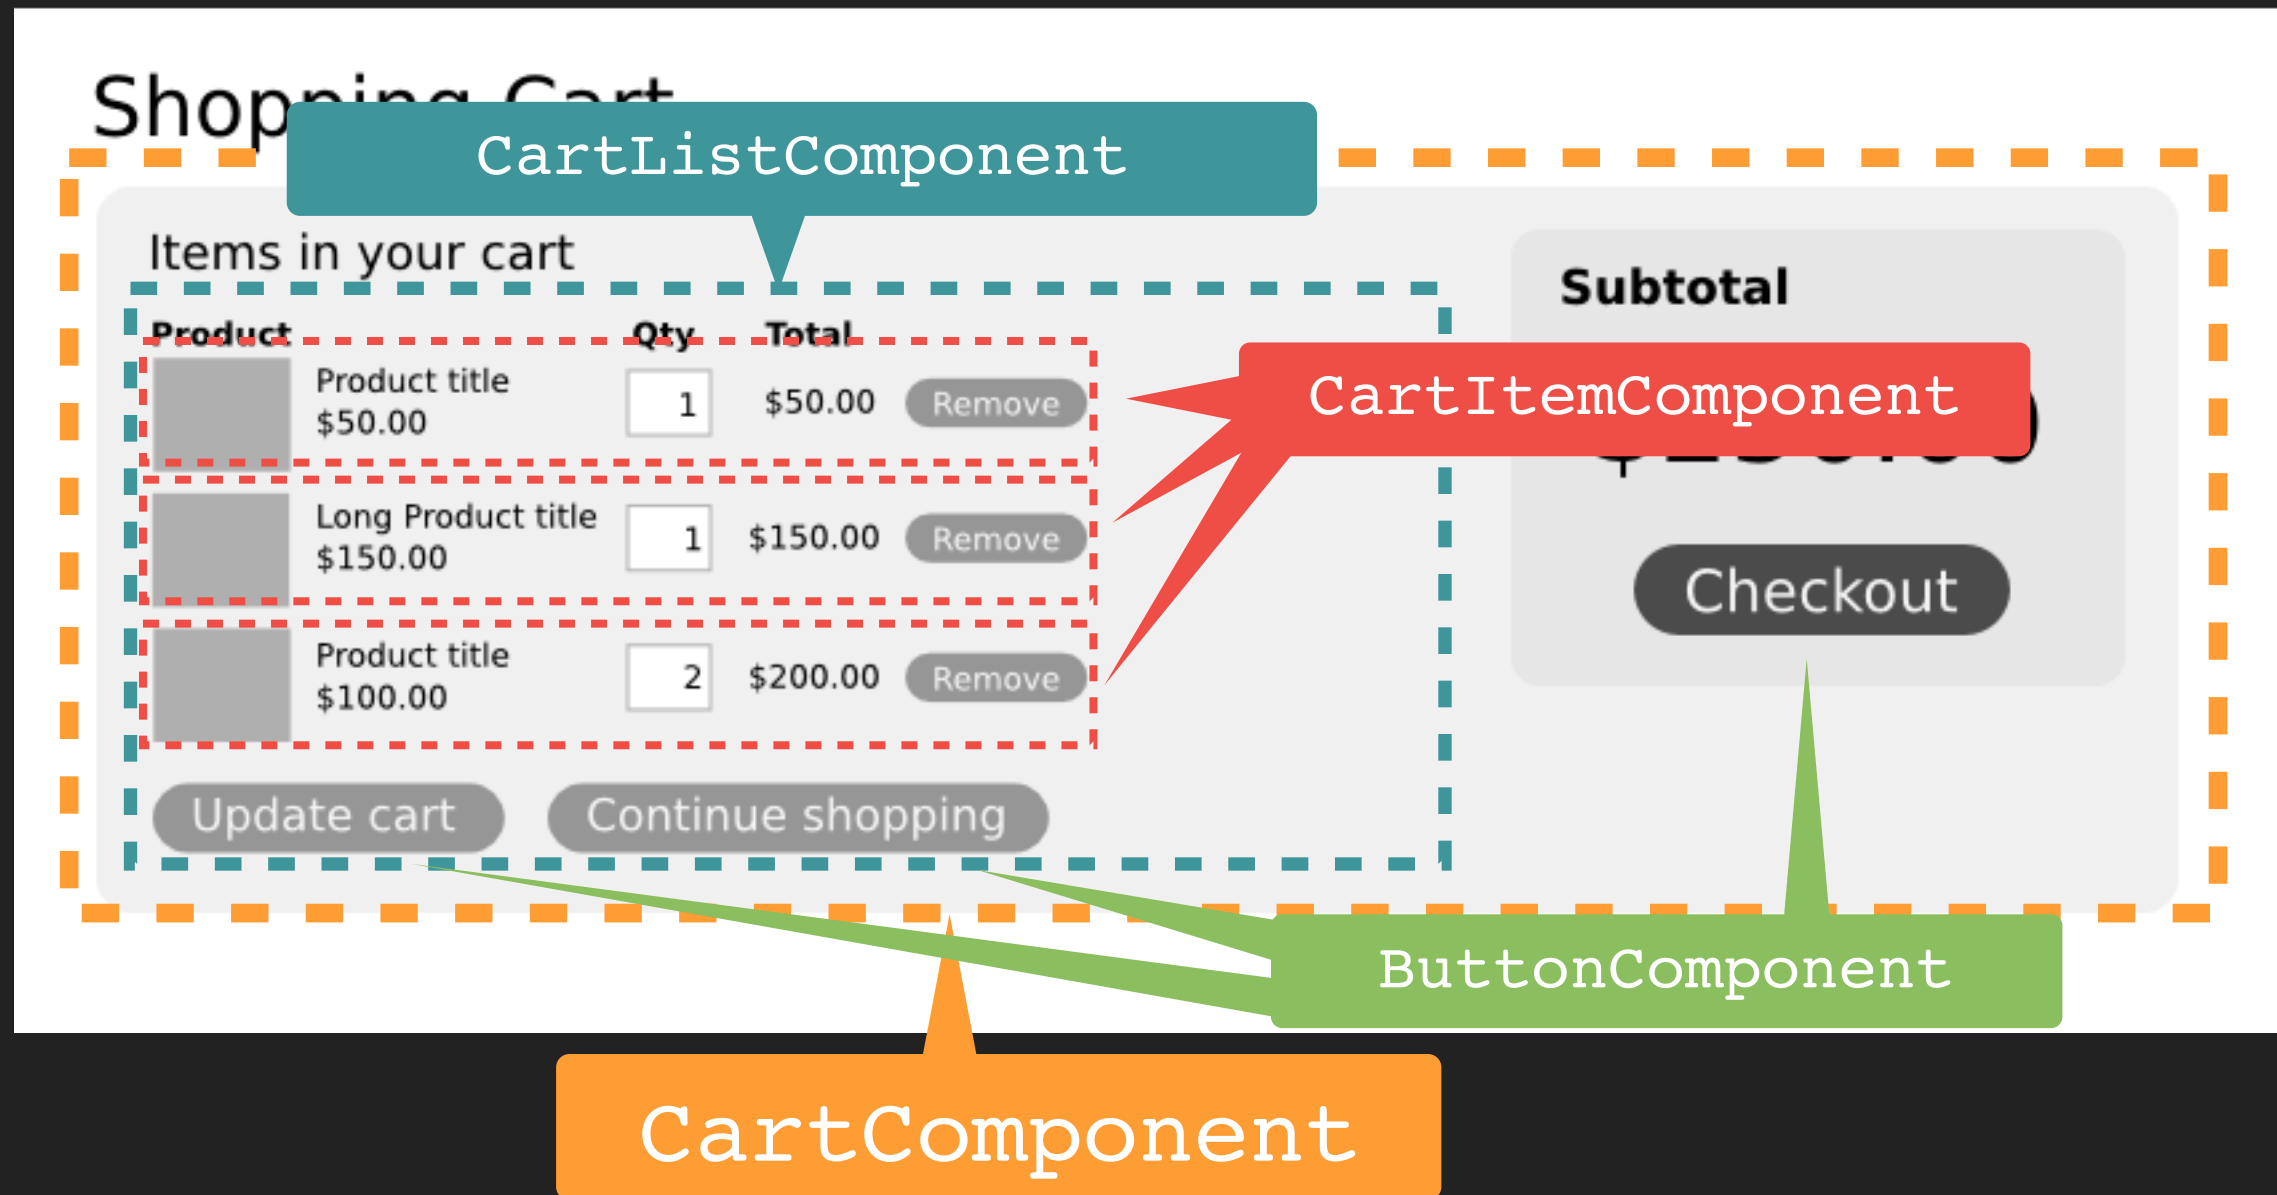 Shopping Cart
CartListComponent
Items in your cart
Subtotal
Product Qty Total
Product title
$50.00
1
$50.00
Remove
CartItemComponent
Long Product title
$150.00
1
$150.00
Remove
Checkout
Product title
$100.00
2
$200.00
Remove
Update cart
Continue shopping
ButtonComponent
CartComponent